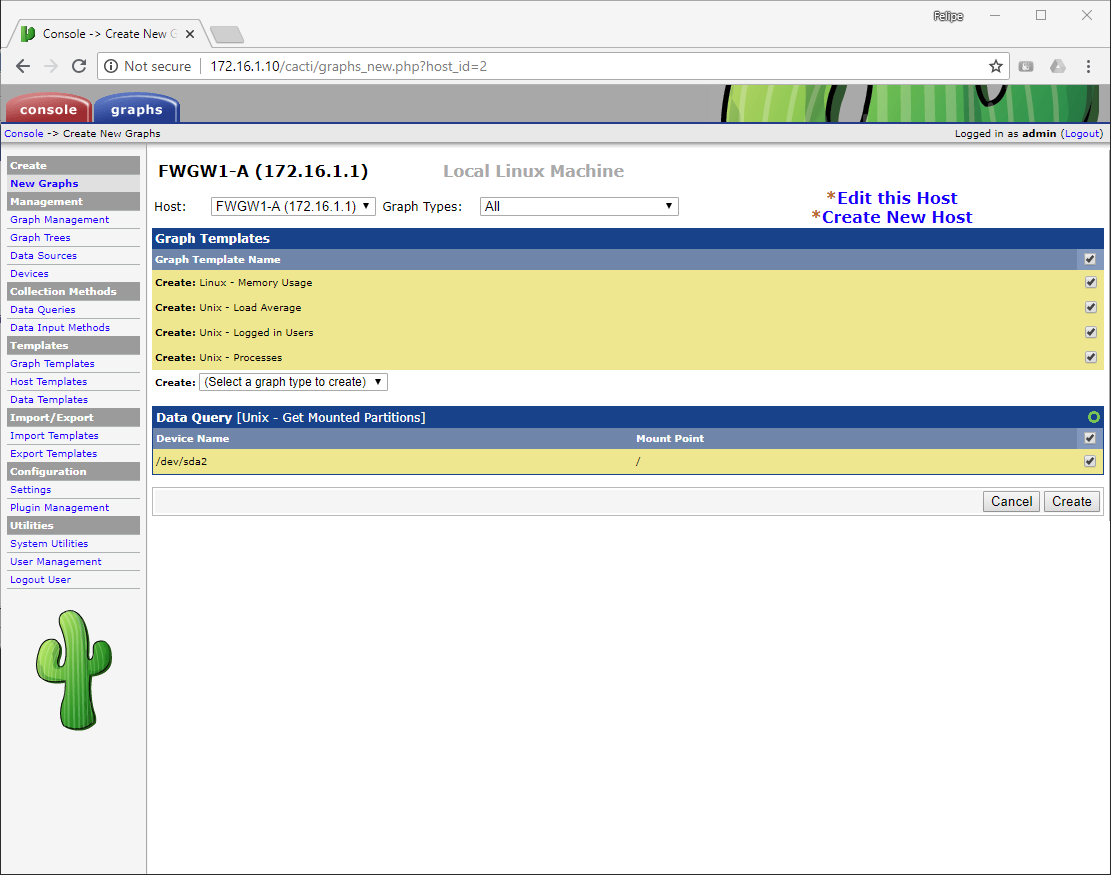 Felipe
Console -> Create New G
Not secure 172.16.1.10/cacti/graphs_new.php?host_id=2
console graphs
Console -> Create New Graphs Logged in as admin (Logout)
Create
New Graphs
Management
Graph Management
Graph Trees
Data Sources
Devices
Collection Methods
Data Queries
Data Input Methods
Templates
Graph Templates
Host Templates
Data Templates
Import/Export
Import Templates
Export Templates
Configuration
Settings
Plugin Management
Utilities
System Utilities
User Management
Logout User
FWGW1-A (172.16.1.1) Local Linux Machine
Host: FWGW1-A (172.16.1.1) Graph Types: All
*Edit this Host
*Create New Host
Graph Templates
Graph Template Name
Create: Linux - Memory Usage
Create: Unix - Load Average
Create: Unix - Logged in Users
Create: Unix - Processes
Create: (Select a graph type to create)
Data Query [Unix - Get Mounted Partitions]
Device Name Mount Point
/dev/sda2 /
Cancel Create